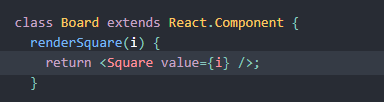 class Board extends React.Component {
  renderSquare(i) {
    return <Square value={i} />;
  }